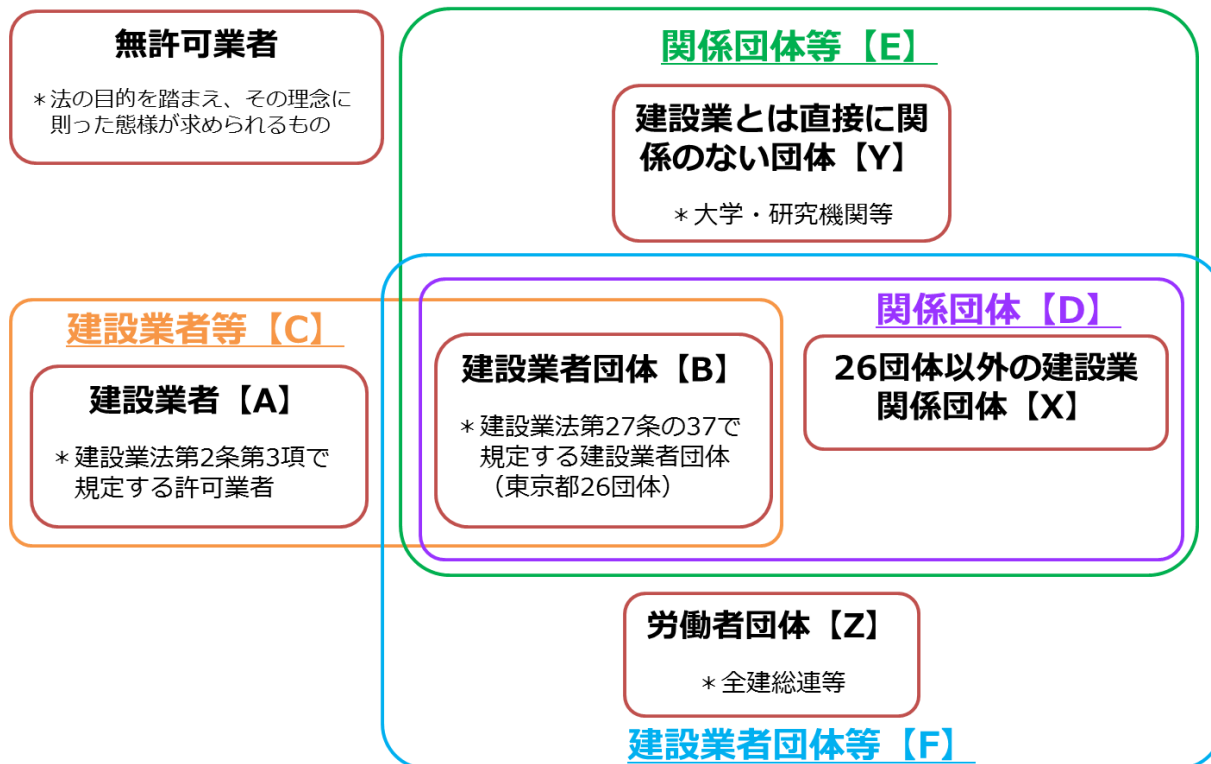 無許可業者
＊法の目的を踏まえ、その理念に
則った態様が求められるもの
関係団体等【E】
建設業とは直接に関
係のない団体【Y】
＊大学・研究機関等
建設業者等【C】
建設業者【A】
＊建設業法第2条第3項で
規定する許可業者
建設業者団体【B】
＊建設業法第27条の37で
規定する建設業者団体
（東京都26団体）
関係団体【D】
26団体以外の建設業
関係団体【X】
労働者団体【Z】
＊全建総連等
建設業者団体等【F】